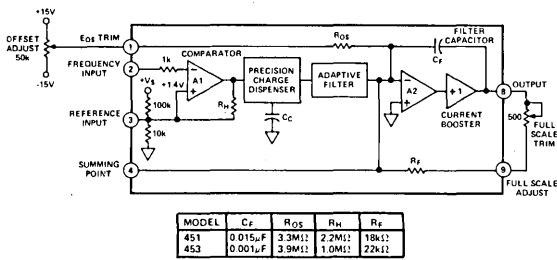 +15V
OFFSET
ADJUST
50k
-15V
EOS TRIM
1
FREQUENCY
INPUT
2
1k
+VS
100k
+1.4V
COMPARATOR
A1
REFERENCE
INPUT
3
10k
RH
PRECISION
CHARGE
DISPENSER
CC
ADAPTIVE
FILTER
ROS
FILTER
CAPACITOR
CF
A2
+1
CURRENT
BOOSTER
8
OUTPUT
500
FULL
SCALE
TRIM
SUMMING
POINT
4
RF
9
FULL SCALE
ADJUST
MODEL CF ROS RH RF
451 0.015µF 3.3MΩ 2.2MΩ 18kΩ
453 0.001µF 3.9MΩ 1.0MΩ 22kΩ